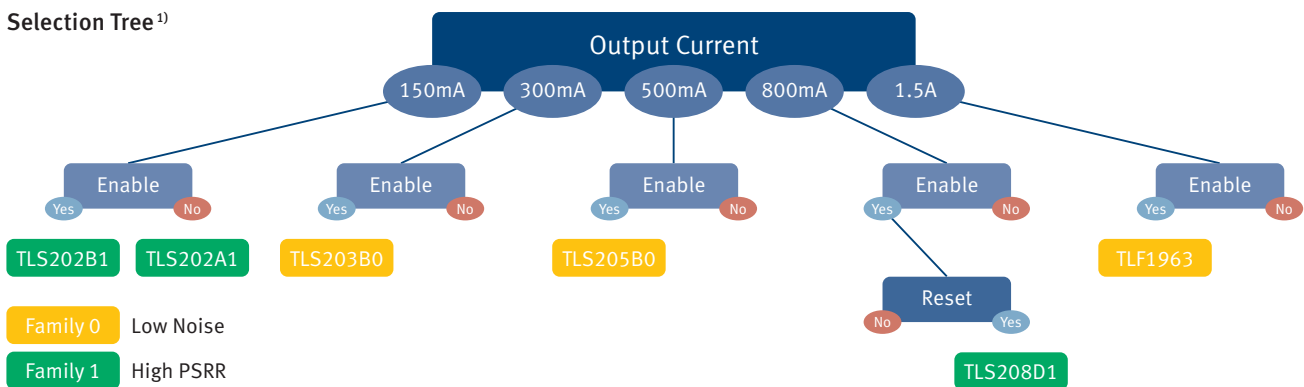 Selection Tree 1)
Output Current
150mA 300mA 500mA 800mA 1.5A
Enable Enable Enable Enable Enable
Yes No Yes No Yes No Yes No Yes No
TLS202B1 TLS202A1 TLS203B0 TLS205B0 TLF1963
Reset
Family 0 Low Noise
No Yes
Family 1 High PSRR TLS208D1